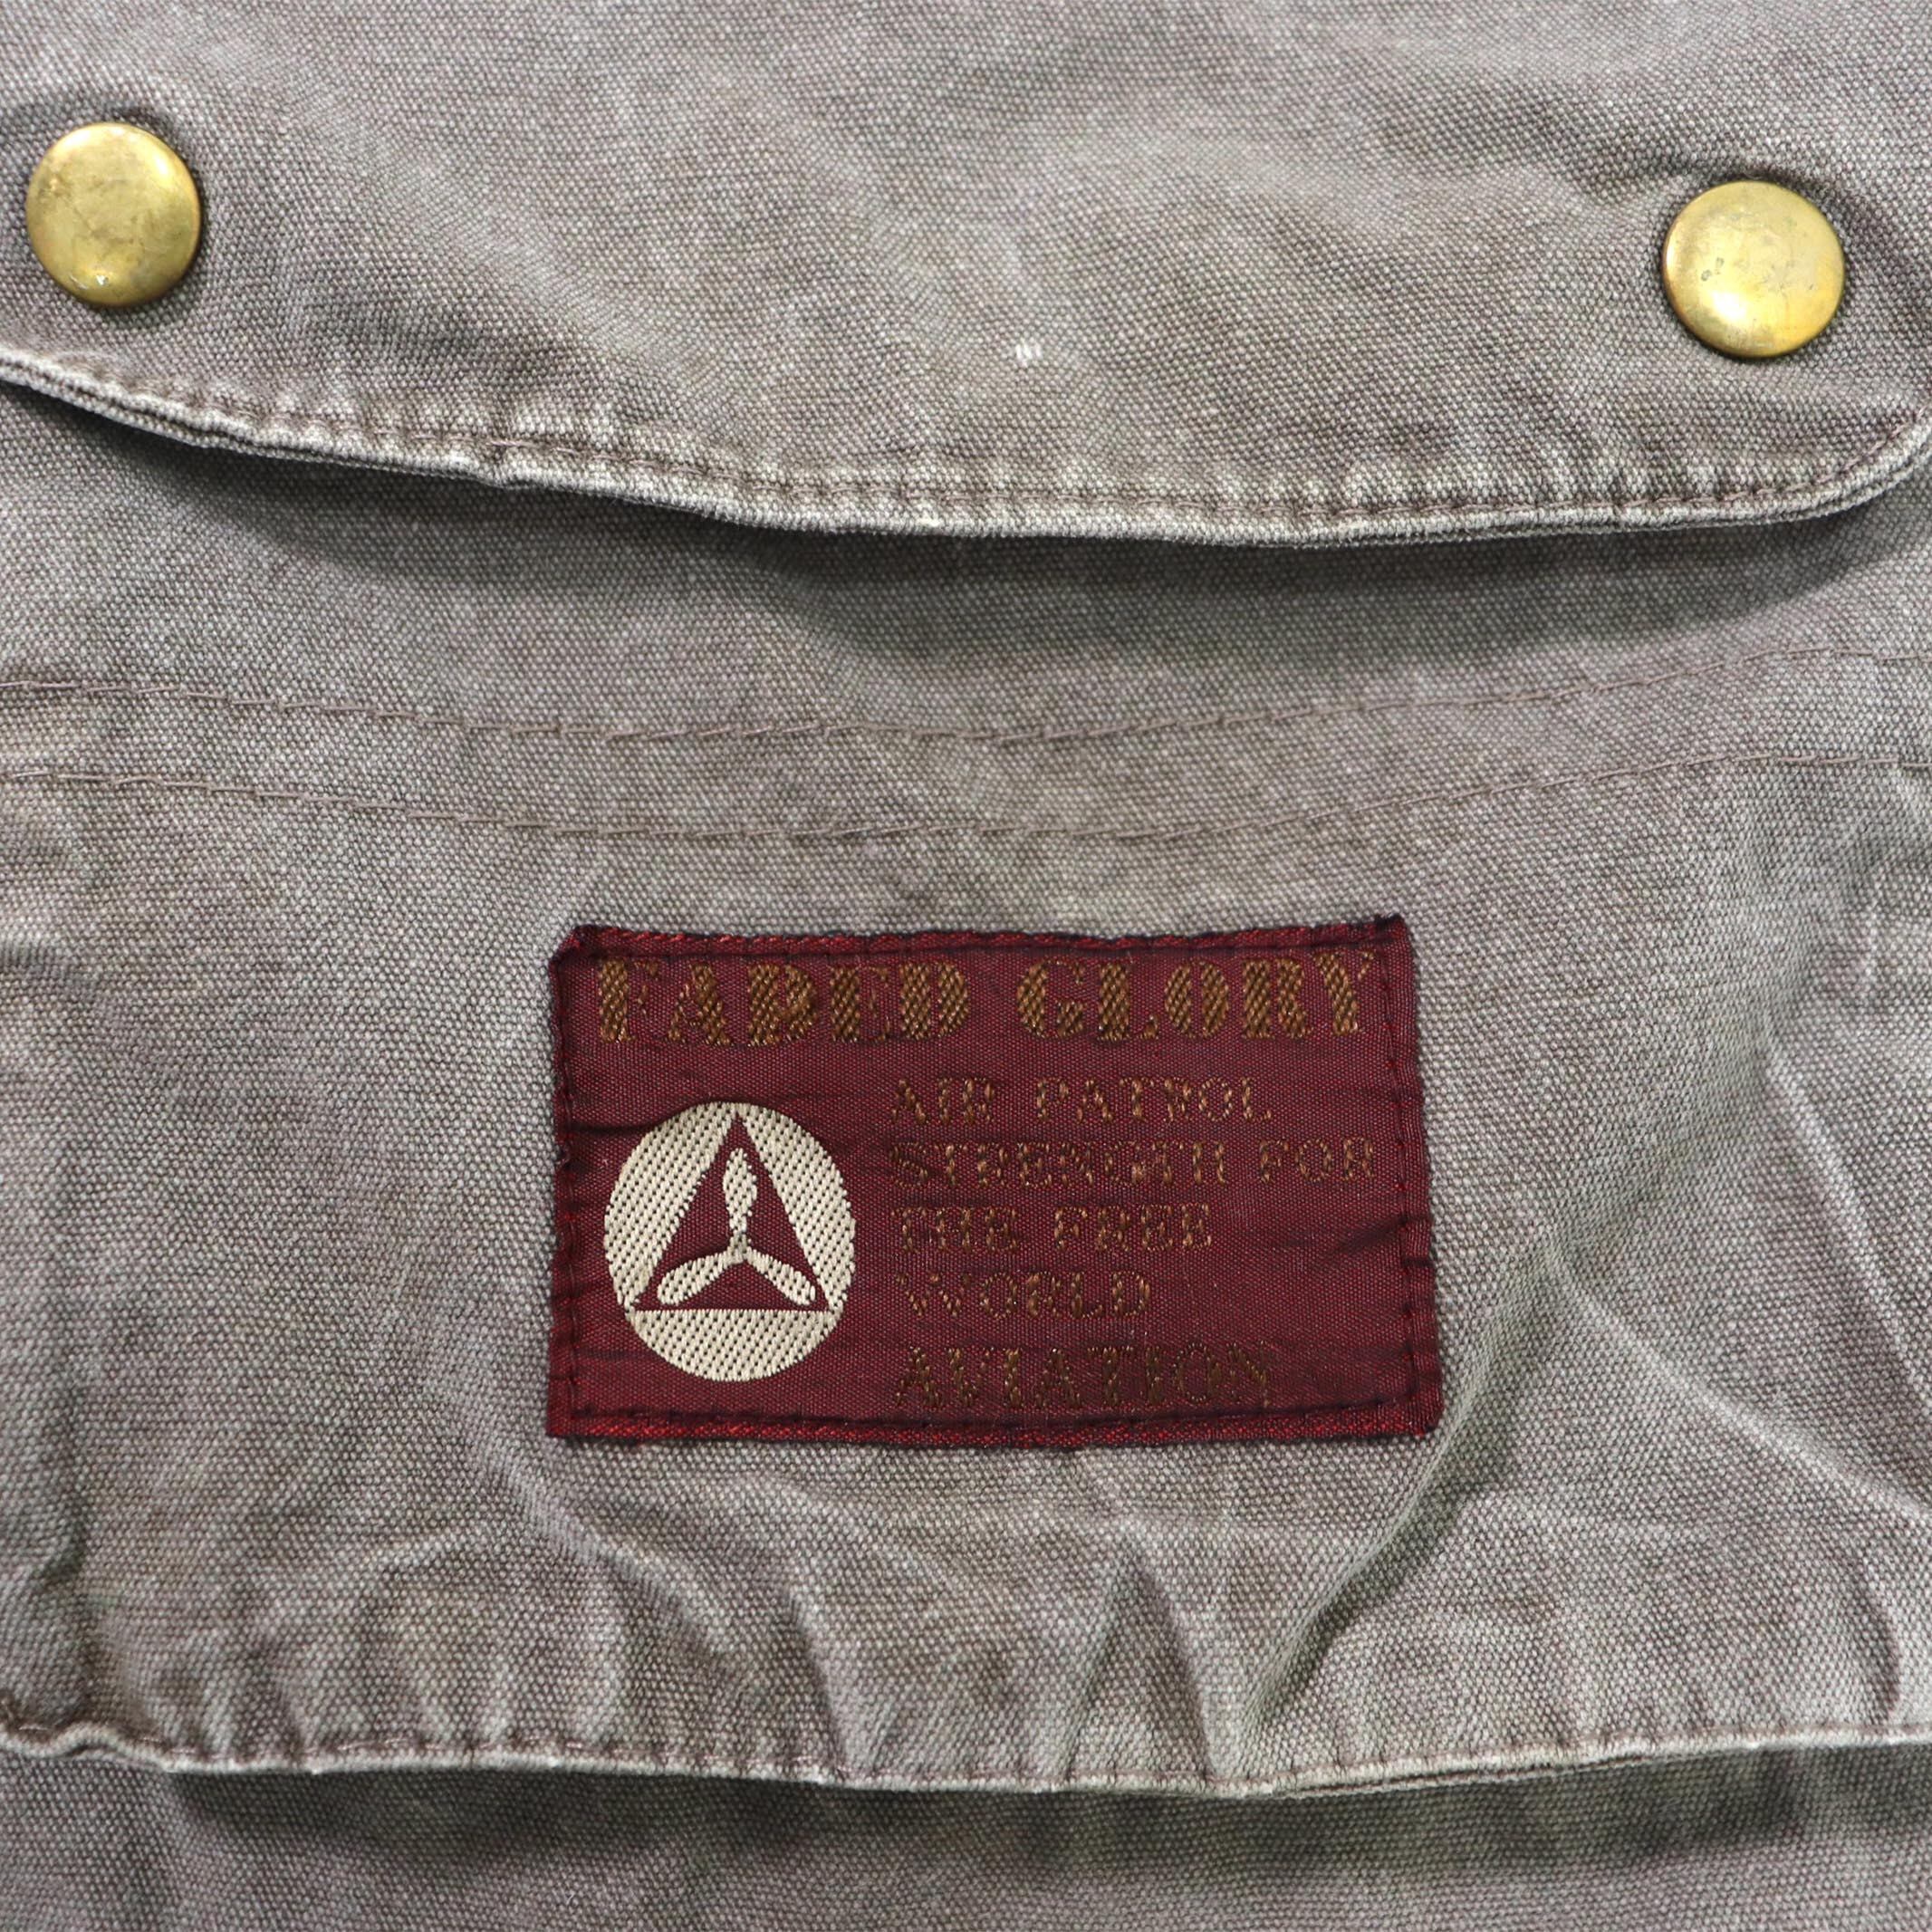 FADED GLORY
AIR PATROL
STRENGTH FOR
THE FREE
WORLD
AVIATION